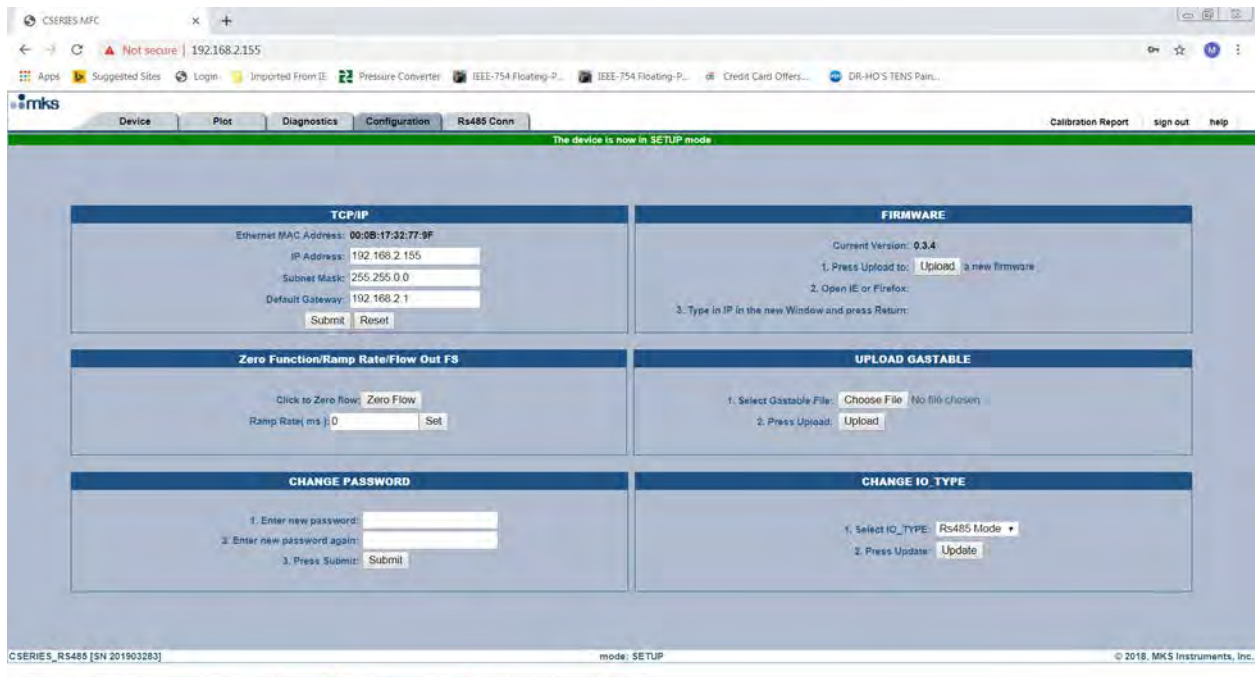 CSERIES MFC
Not secure | 192.168.2.155
Apps Suggested Sites Login Imported From IE Pressure Converter IEEE-754 Floating-P... IEEE-754 Floating-P... Credit Card Offers... DR-HO'S TENS Pain...
mks
Device Plot Diagnostics Configuration Rs485 Conn Calibration Report sign out help
The device is now in SETUP mode
TCP/IP
Ethernet MAC Address: 00:0B:17:32:77:9F
IP Address: 192.168.2.155
Subnet Mask: 255.255.0.0
Default Gateway: 192.168.2.1
Submit Reset
FIRMWARE
Current Version: 0.3.4
1. Press Upload to: Upload a new firmware
2. Open IE or Firefox:
3. Type in IP in the new Window and press Return:
Zero Function/Ramp Rate/Flow Out FS
Click to Zero flow: Zero Flow
Ramp Rate( ms ): 0 Set
UPLOAD GASTABLE
1. Select Gastable File: Choose File No file chosen
2. Press Upload: Upload
CHANGE PASSWORD
1. Enter new password:
2. Enter new password again:
3. Press Submit: Submit
CHANGE IO_TYPE
1. Select IO_TYPE: Rs485 Mode
2. Press Update: Update
CSERIES_RS485 [SN 201903283] mode: SETUP © 2018, MKS Instruments, Inc.